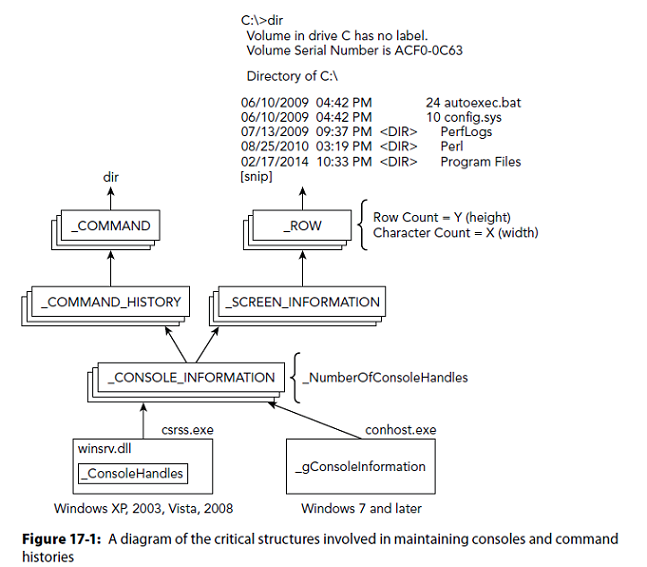 C:\>dir
Volume in drive C has no label.
Volume Serial Number is ACF0-0C63
Directory of C:\
06/10/2009 04:42 PM 24 autoexec.bat
06/10/2009 04:42 PM 10 config.sys
07/13/2009 09:37 PM <DIR> PerfLogs
08/25/2010 03:19 PM <DIR> Perl
02/17/2014 10:33 PM <DIR> Program Files
[snip]
dir
_COMMAND
_ROW
Row Count = Y (height)
Character Count = X (width)
_COMMAND_HISTORY
_SCREEN_INFORMATION
_CONSOLE_INFORMATION
_NumberOfConsoleHandles
csrss.exe
conhost.exe
winsrv.dll
_ConsoleHandles
_gConsoleInformation
Windows XP, 2003, Vista, 2008
Windows 7 and later
Figure 17-1: A diagram of the critical structures involved in maintaining consoles and command
histories